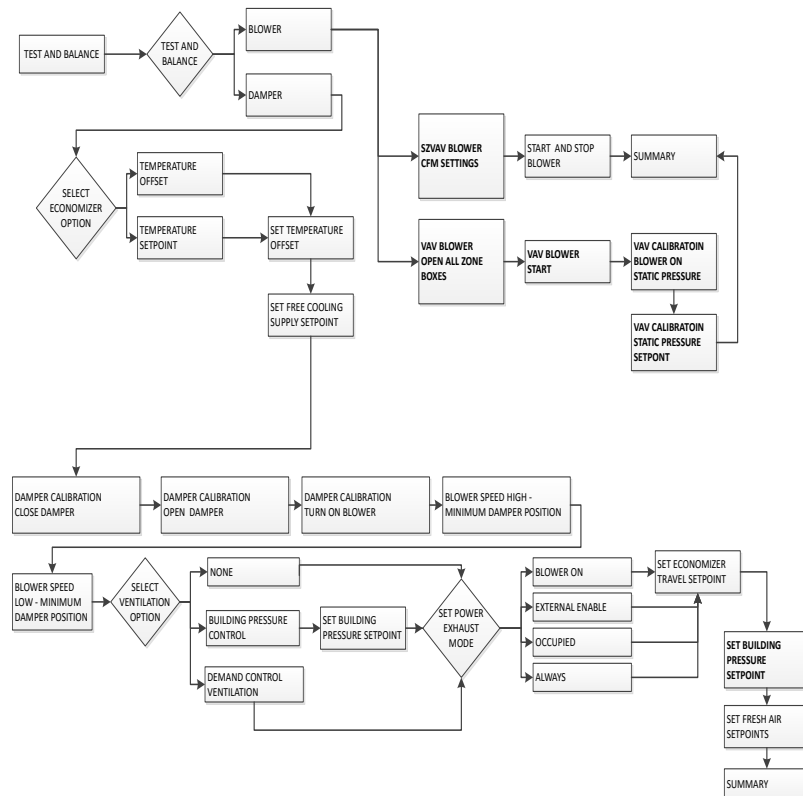 TEST AND BALANCE
TEST AND
BALANCE
BLOWER
DAMPER
SELECT
ECONOMIZER
OPTION
TEMPERATURE
OFFSET
TEMPERATURE
SETPOINT
SET TEMPERATURE
OFFSET
SET FREE COOLING
SUPPLY SETPOINT
SZVAV BLOWER
CFM SETTINGS
START AND STOP
BLOWER
SUMMARY
VAV BLOWER
OPEN ALL ZONE
BOXES
VAV BLOWER
START
VAV CALIBRATOIN
BLOWER ON
STATIC PRESSURE
VAV CALIBRATOIN
STATIC PRESSURE
SETPONT
DAMPER CALIBRATION
CLOSE DAMPER
DAMPER CALIBRATION
OPEN DAMPER
DAMPER CALIBRATION
TURN ON BLOWER
BLOWER SPEED HIGH -
MINIMUM DAMPER POSITION
BLOWER SPEED
LOW - MINIMUM
DAMPER POSITION
SELECT
VENTILATION
OPTION
NONE
BUILDING PRESSURE
CONTROL
SET BUILDING
PRESSURE SETPOINT
DEMAND CONTROL
VENTILATION
SET POWER
EXHAUST
MODE
BLOWER ON
EXTERNAL ENABLE
OCCUPIED
ALWAYS
SET ECONOMIZER
TRAVEL SETPOINT
SET BUILDING
PRESSURE
SETPOINT
SET FRESH AIR
SETPOINTS
SUMMARY